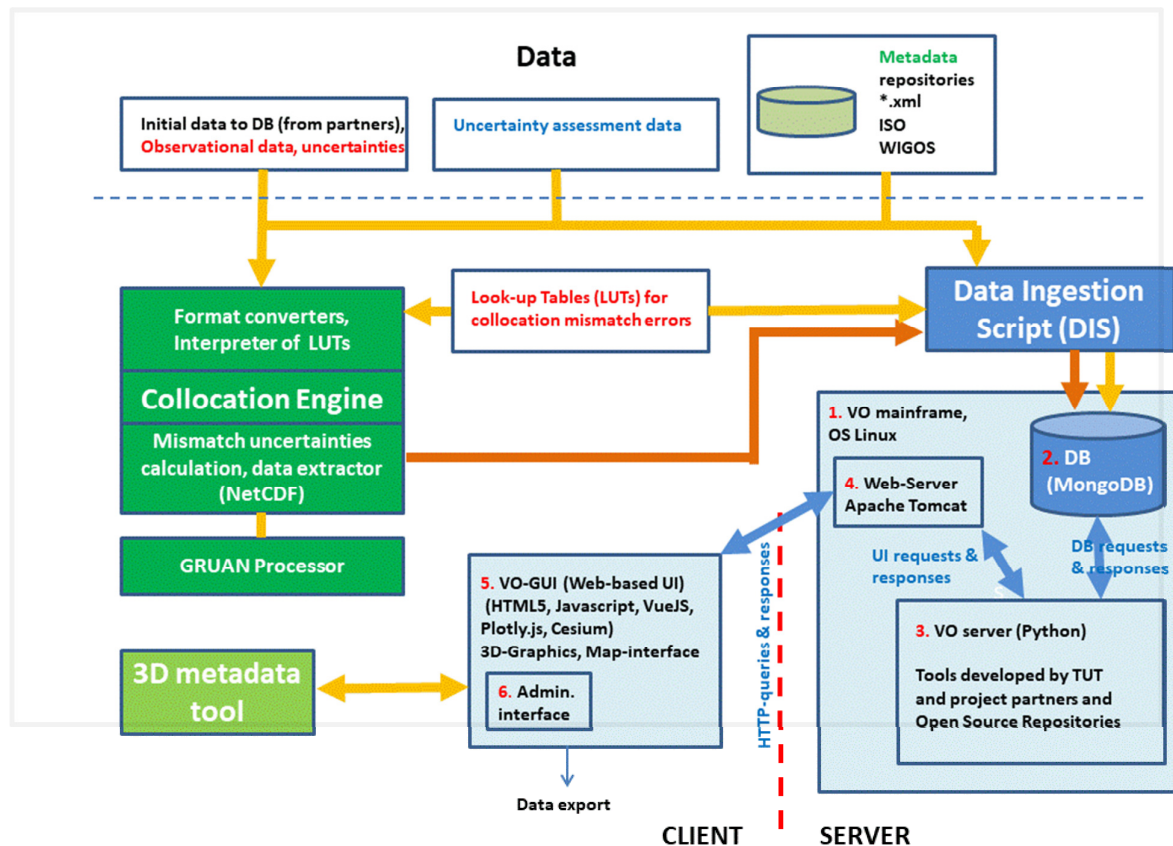 Data
Initial data to DB (from partners),
Observational data, uncertainties
Uncertainty assessment data
Metadata
repositories
*.xml
ISO
WIGOS
Format converters,
Interpreter of LUTs
Collocation Engine
Mismatch uncertainties
calculation, data extractor
(NetCDF)
GRUAN Processor
Look-up Tables (LUTs) for
collocation mismatch errors
Data Ingestion
Script (DIS)
1. VO mainframe,
OS Linux
2. DB
(MongoDB)
4. Web-Server
Apache Tomcat
UI requests &
responses
DB requests
& responses
3. VO server (Python)
Tools developed by TUT
and project partners and
Open Source Repositories
HTTP-queries & responses
5. VO-GUI (Web-based UI)
(HTML5, Javascript, VueJS,
Plotly.js, Cesium)
3D-Graphics, Map-interface
6. Admin.
interface
3D metadata
tool
Data export
CLIENT
SERVER